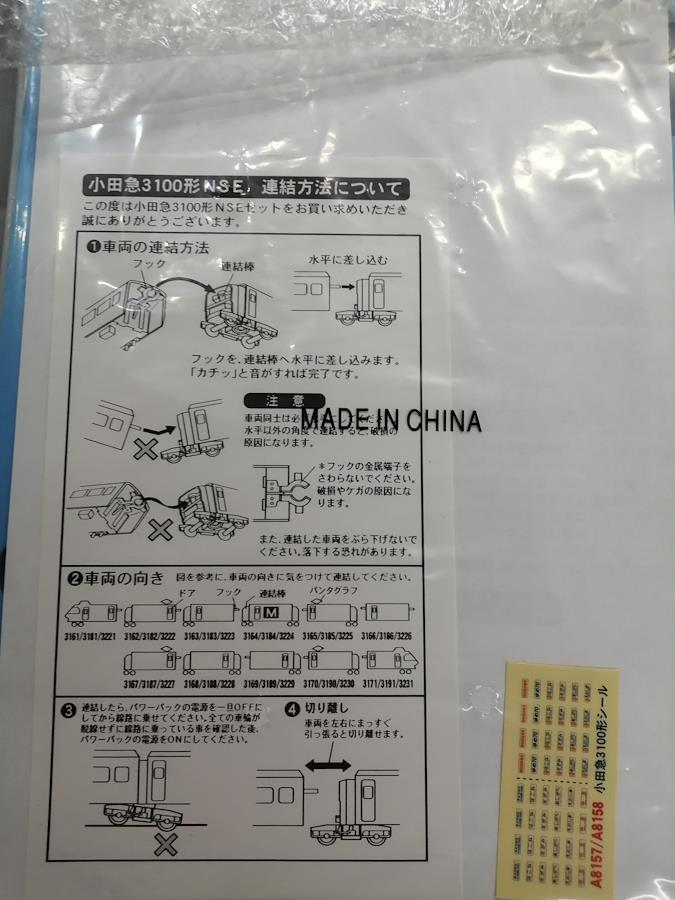 小田急3100形NSE 連結方法について
この度は小田急3100形NSEセットをお買い求めいただき
誠にありがとうございます。
❶車両の連結方法
フック
連結棒
水平に差し込む
フックを、連結棒へ水平に差し込みます。
「カチッ」と音がすれば完了です。
注 意
車両同士は必
水平以外の角度で連結すると、破損の
原因になります。
MADE IN CHINA
＊フックの金属端子を
さわらないでください。
破損やケガの原因にな
ります。
また、連結した車両をぶら下げないで
ください。落下する恐れがあります。
❷車両の向き 図を参考に、車両の向きに気をつけて連結してください。
ドア フック 連結棒 パンタグラフ
M
3161/3181/3221 3162/3182/3222 3163/3183/3223 3164/3184/3224 3165/3185/3225 3166/3186/3226
3167/3187/3227 3168/3188/3228 3169/3189/3229 3170/3190/3230 3171/3191/3231
❸ 連結したら、パワーパックの電源を一旦OFFに
してから線路に乗せてください。全ての車輪が
脱線せずに線路に乗っている事を確認した後、
パワーパックの電源をONにしてください。
❹ 切り離し
車両を左右にまっすぐ
引っ張ると切り離せます。
小田急3100形シール
A8157/A8158